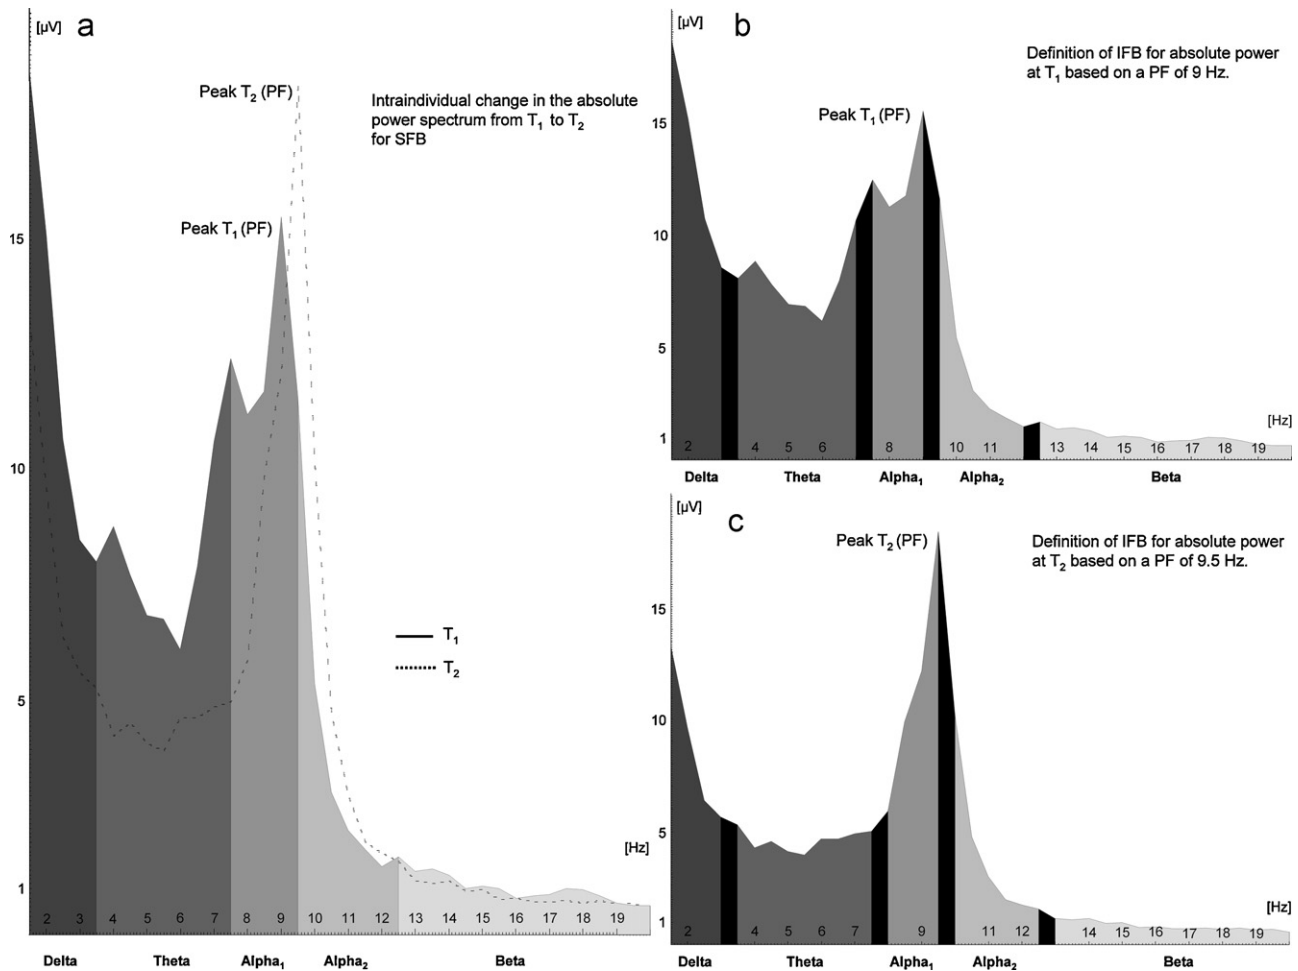 [µV]
a
Peak T2 (PF)
Intraindividual change in the absolute
power spectrum from T1 to T2
for SFB
Peak T1 (PF)
15
10
5
1
T1
T2
[Hz]
2 3 4 5 6 7 8 9 10 11 12 13 14 15 16 17 18 19
Delta Theta Alpha1 Alpha2 Beta
[µV]
b
Definition of IFB for absolute power
at T1 based on a PF of 9 Hz.
Peak T1 (PF)
15
10
5
1
[Hz]
2 4 5 6 8 10 11 13 14 15 16 17 18 19
Delta Theta Alpha1 Alpha2 Beta
[µV]
c
Peak T2 (PF)
Definition of IFB for absolute power
at T2 based on a PF of 9.5 Hz.
15
10
5
1
[Hz]
2 4 5 6 7 9 11 12 14 15 16 17 18 19
Delta Theta Alpha1 Alpha2 Beta